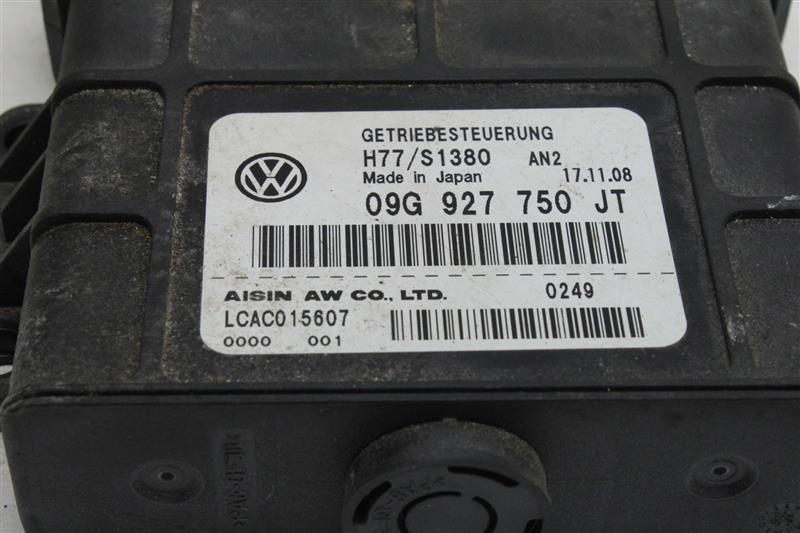 GETRIEBESTEUERUNG
H77/S1380 AN2
Made in Japan 17.11.08
09G 927 750 JT
AISIN AW CO., LTD. 0249
LCAC015607
0000 001